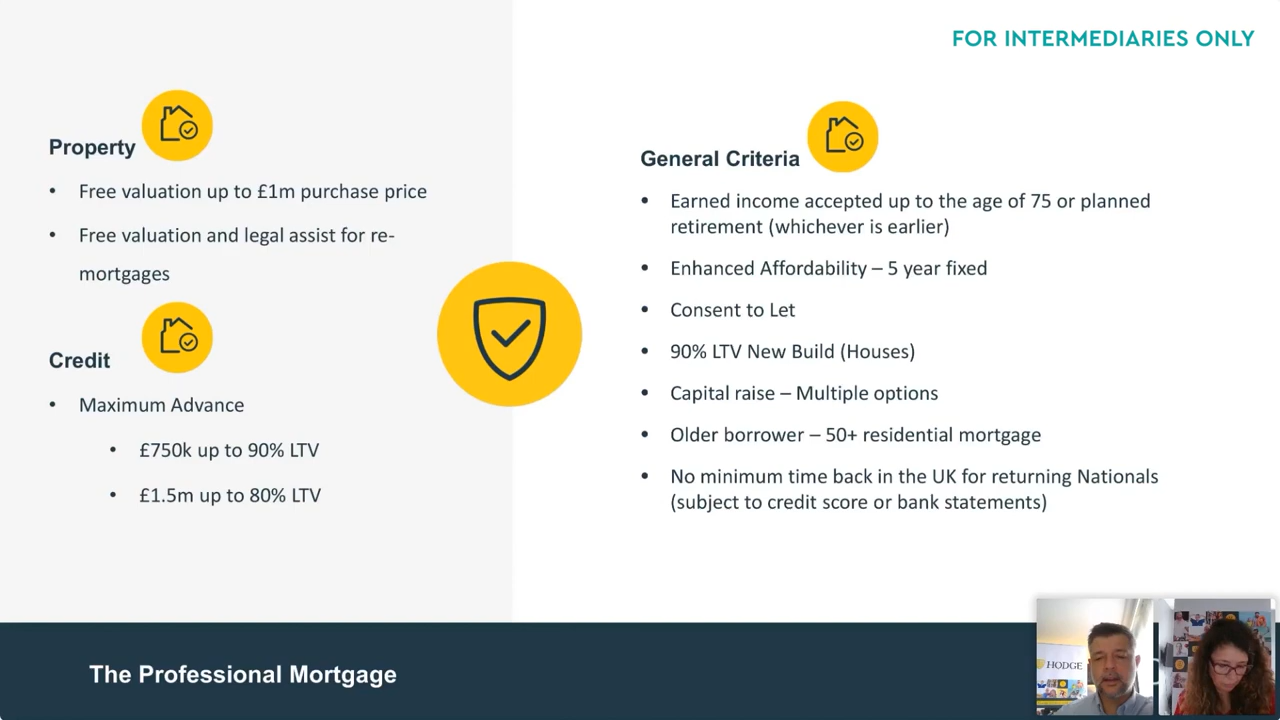 FOR INTERMEDIARIES ONLY
Property
• Free valuation up to £1m purchase price
• Free valuation and legal assist for re-
mortgages
Credit
• Maximum Advance
• £750k up to 90% LTV
• £1.5m up to 80% LTV
General Criteria
• Earned income accepted up to the age of 75 or planned
retirement (whichever is earlier)
• Enhanced Affordability – 5 year fixed
• Consent to Let
• 90% LTV New Build (Houses)
• Capital raise – Multiple options
• Older borrower – 50+ residential mortgage
• No minimum time back in the UK for returning Nationals
(subject to credit score or bank statements)
The Professional Mortgage
HODGE